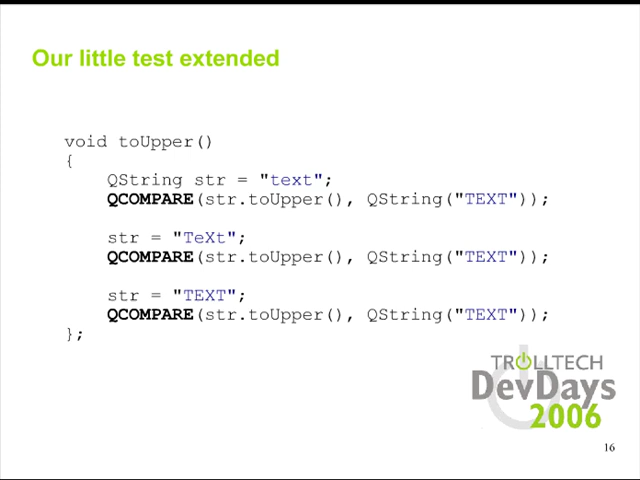 Our little test extended
void toUpper()
{
QString str = "text";
QCOMPARE(str.toUpper(), QString("TEXT"));
str = "TeXt";
QCOMPARE(str.toUpper(), QString("TEXT"));
str = "TEXT";
QCOMPARE(str.toUpper(), QString("TEXT"));
};
TROLLTECH
DevDays
2006
16